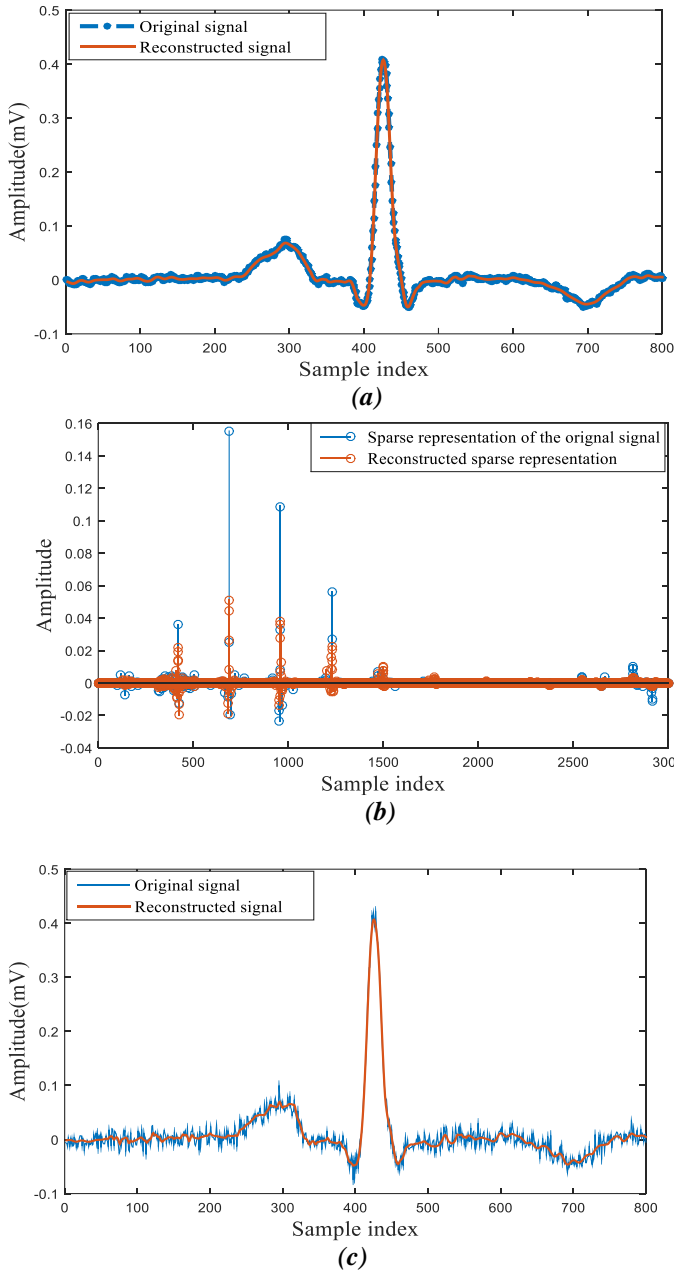 0.5
Original signal
Reconstructed signal
0.4
0.3
0.2
0.1
0
-0.1
Amplitude(mV)
0 100 200 300 400 500 600 700 800
Sample index
(a)
0.16
Sparse representation of the orignal signal
Reconstructed sparse representation
0.14
0.12
0.1
0.08
0.06
0.04
0.02
0
-0.02
-0.04
Amplitude
0 500 1000 1500 2000 2500 300
Sample index
(b)
0.5
Original signal
Reconstructed signal
0.4
0.3
0.2
0.1
0
-0.1
Amplitude(mV)
0 100 200 300 400 500 600 700 800
Sample index
(c)